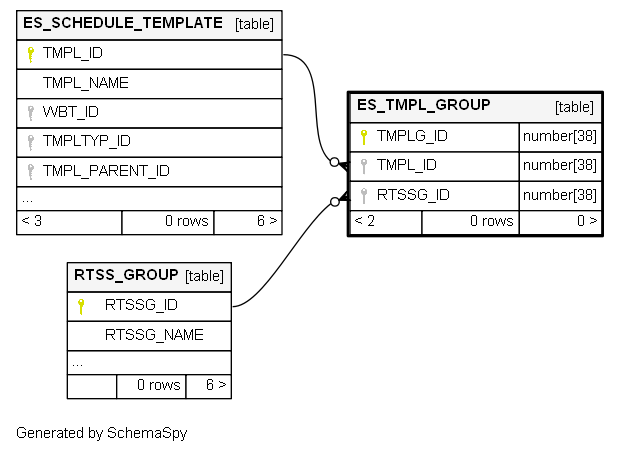 ES_SCHEDULE_TEMPLATE [table]
TMPL_ID
TMPL_NAME
WBT_ID
TMPLTYP_ID
TMPL_PARENT_ID
...
< 3 0 rows 6 >
ES_TMPL_GROUP [table]
TMPLG_ID number[38]
TMPL_ID number[38]
RTSSG_ID number[38]
< 2 0 rows 0 >
RTSS_GROUP [table]
RTSSG_ID
RTSSG_NAME
...
0 rows 6 >
Generated by SchemaSpy